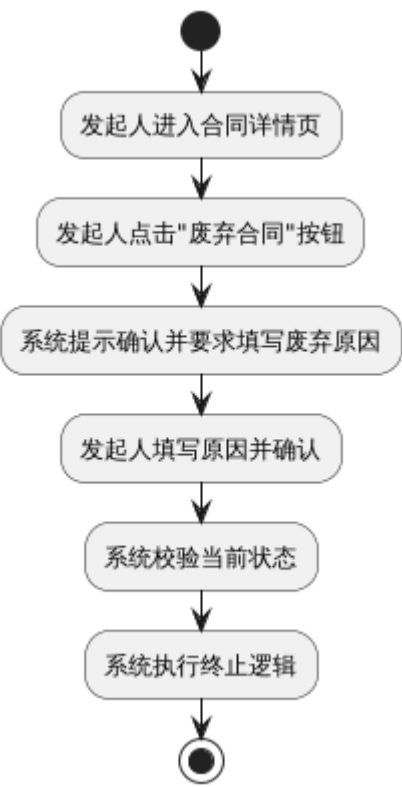 发起人进入合同详情页
发起人点击"废弃合同"按钮
系统提示确认并要求填写废弃原因
发起人填写原因并确认
系统校验当前状态
系统执行终止逻辑